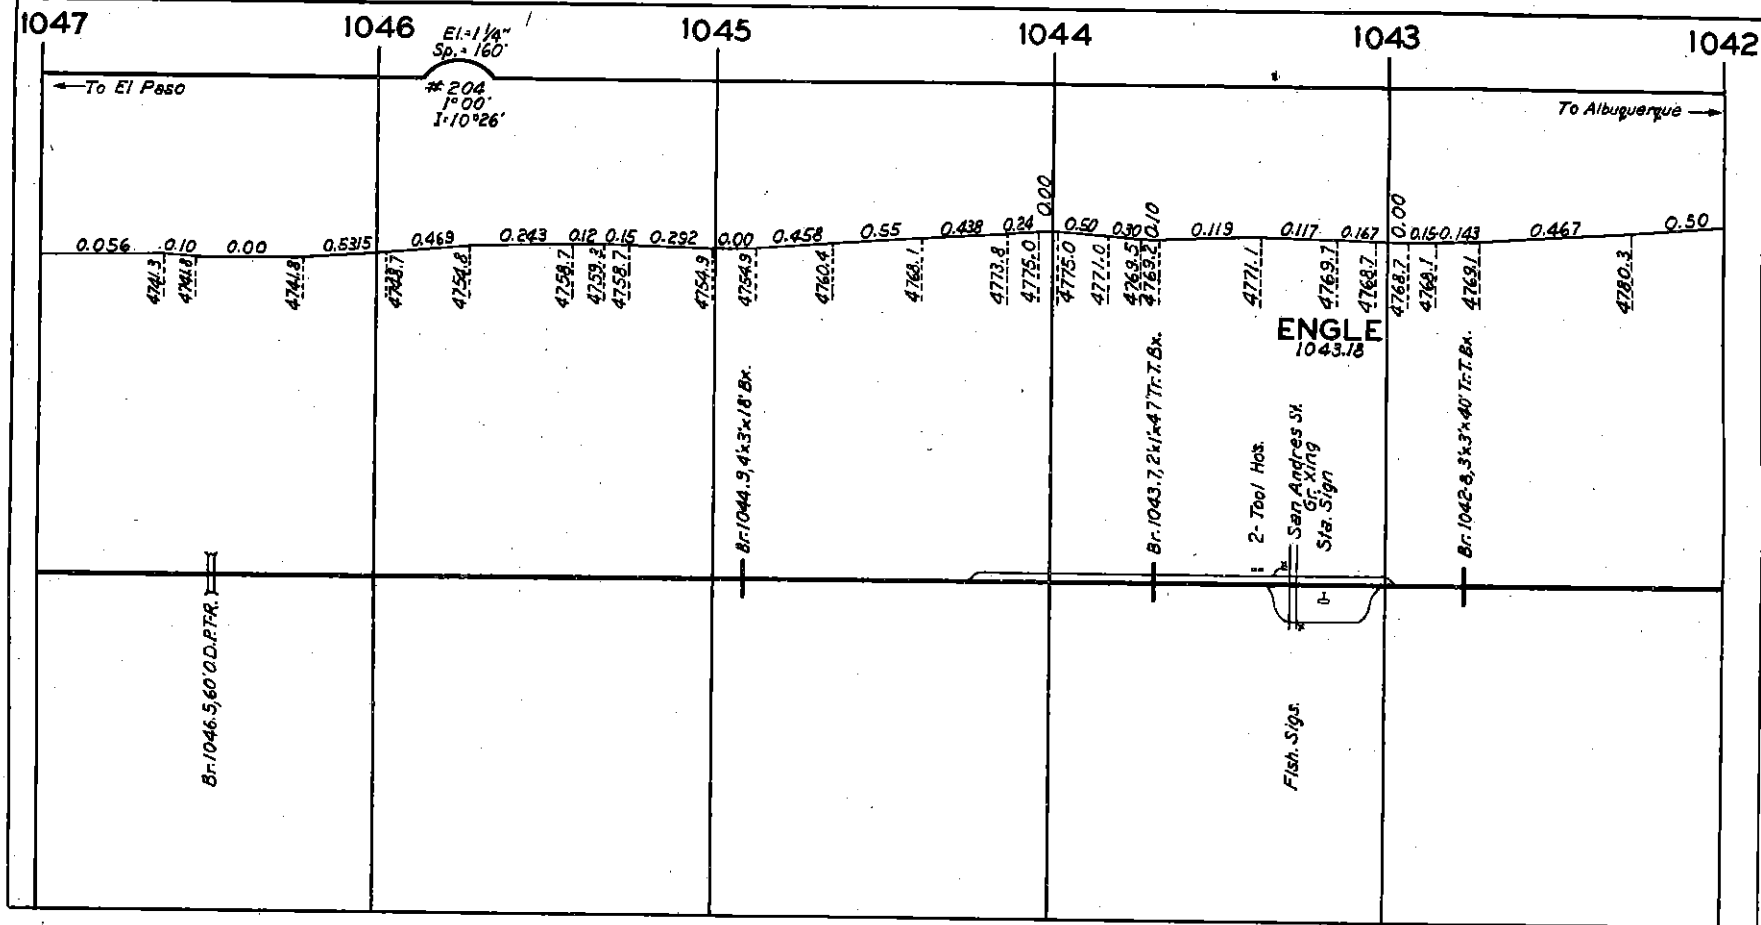 1047 1046 1045 1044 1043 1042
El.=1¼"
Sp.=160'
←To El Paso
#204
1°00'
I=10°26'
To Albuquerque→
0.056 0.10 0.00 0.5315 0.469 0.243 0.12 0.15 0.292 0.00 0.458 0.55 0.438 0.24 0.00 0.50 0.30 0.10 0.119 0.117 0.167 0.00 0.15 0.143 0.467 0.50
4741.3 4741.8 4741.8 4748.7 4754.8 4758.7 4759.3 4758.7 4754.9 4754.9 4760.4 4768.1 4773.8 4775.0 4775.0 4771.0 4769.5 4769.2 4771.1 4769.7 4768.7 4768.7 4768.1 4769.1 4780.3
ENGLE
1043.18
Br. 1044.9, 4'x3'x18' Bx.
Br. 1043.7, 2'x1'x47' Tr. T. Bx.
2-Tool Hos.
San Andres St.
Gr. Xing
Sta. Sign
Br. 1042.8, 3'x3'x40' Tr. T. Bx.
Br. 1046.5, 60' O.D.P.T-R.
Flsh. Sigs.